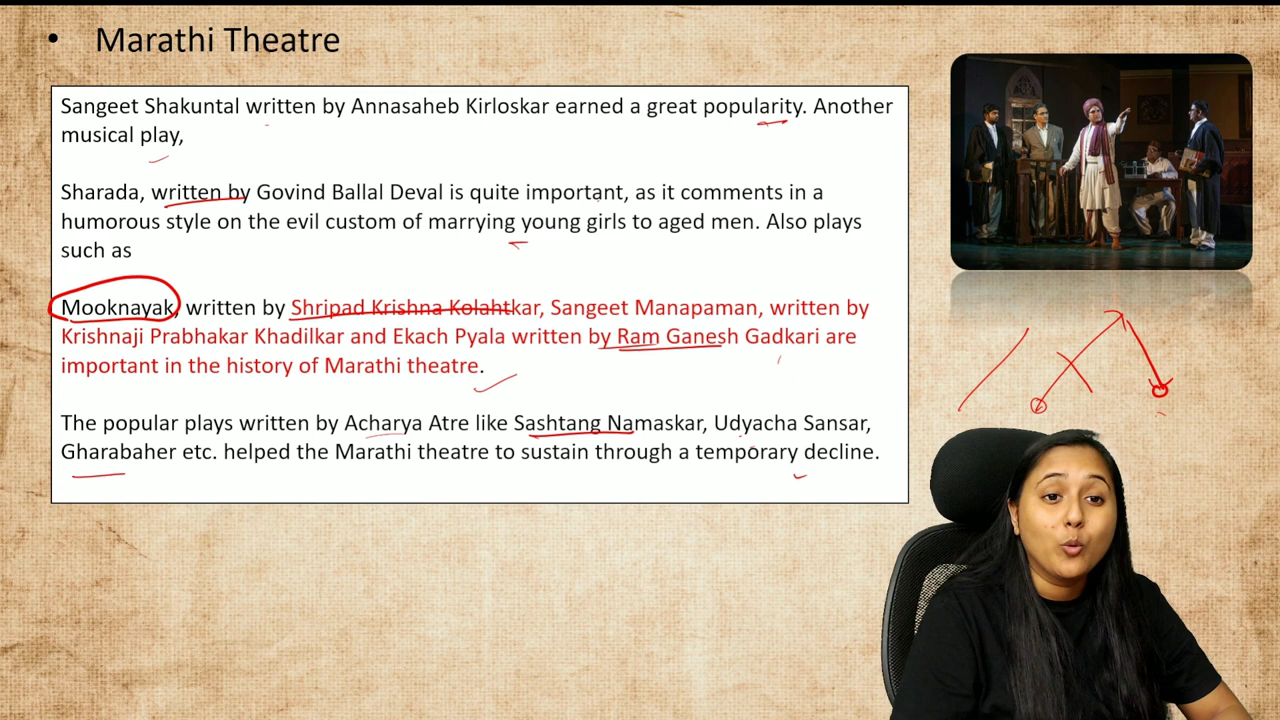 • Marathi Theatre
Sangeet Shakuntal written by Annasaheb Kirloskar earned a great popularity. Another
musical play,
Sharada, written by Govind Ballal Deval is quite important, as it comments in a
humorous style on the evil custom of marrying young girls to aged men. Also plays
such as
Mooknayak, written by Shripad Krishna Kolahtkar, Sangeet Manapaman, written by
Krishnaji Prabhakar Khadilkar and Ekach Pyala written by Ram Ganesh Gadkari are
important in the history of Marathi theatre.
The popular plays written by Acharya Atre like Sashtang Namaskar, Udyacha Sansar,
Gharabaher etc. helped the Marathi theatre to sustain through a temporary decline.